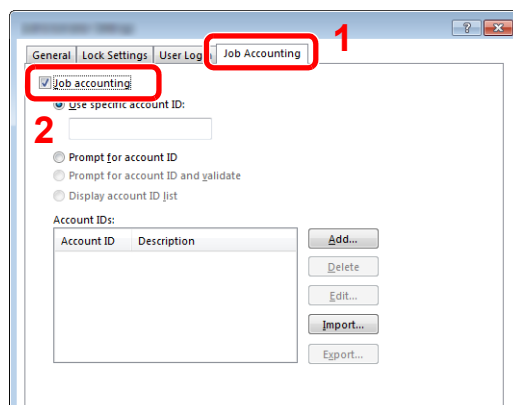 1
General Lock Settings User Login Job Accounting
Job accounting
2
Use specific account ID:
Prompt for account ID
Prompt for account ID and validate
Display account ID list
Account IDs:
Account ID Description
Add...
Delete
Edit...
Import...
Export...